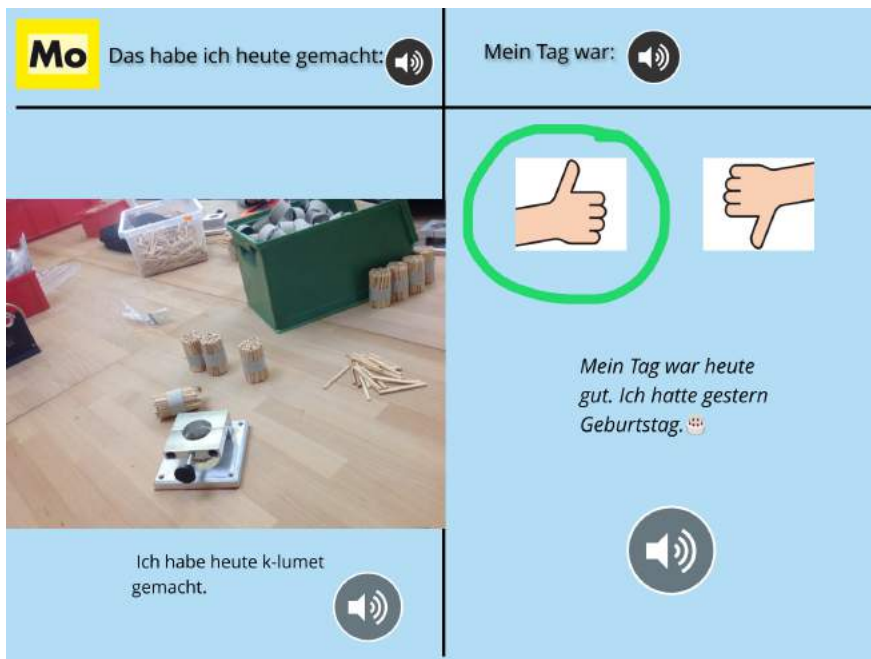 Mo
Das habe ich heute gemacht:
Ich habe heute k-lumet
gemacht.
Mein Tag war:
Mein Tag war heute
gut. Ich hatte gestern
Geburtstag.🎂